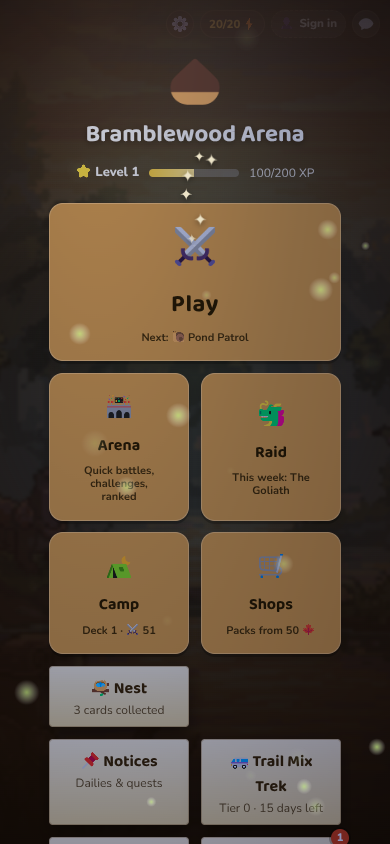 20/20
Sign in
Bramblewood Arena
Level 1
100/200 XP
Play
Next: Pond Patrol
Arena
Quick battles,
challenges,
ranked
Raid
This week: The
Goliath
Camp
Deck 1 · 51
Shops
Packs from 50
Nest
3 cards collected
Notices
Dailies & quests
Trail Mix
Trek
Tier 0 · 15 days left
1